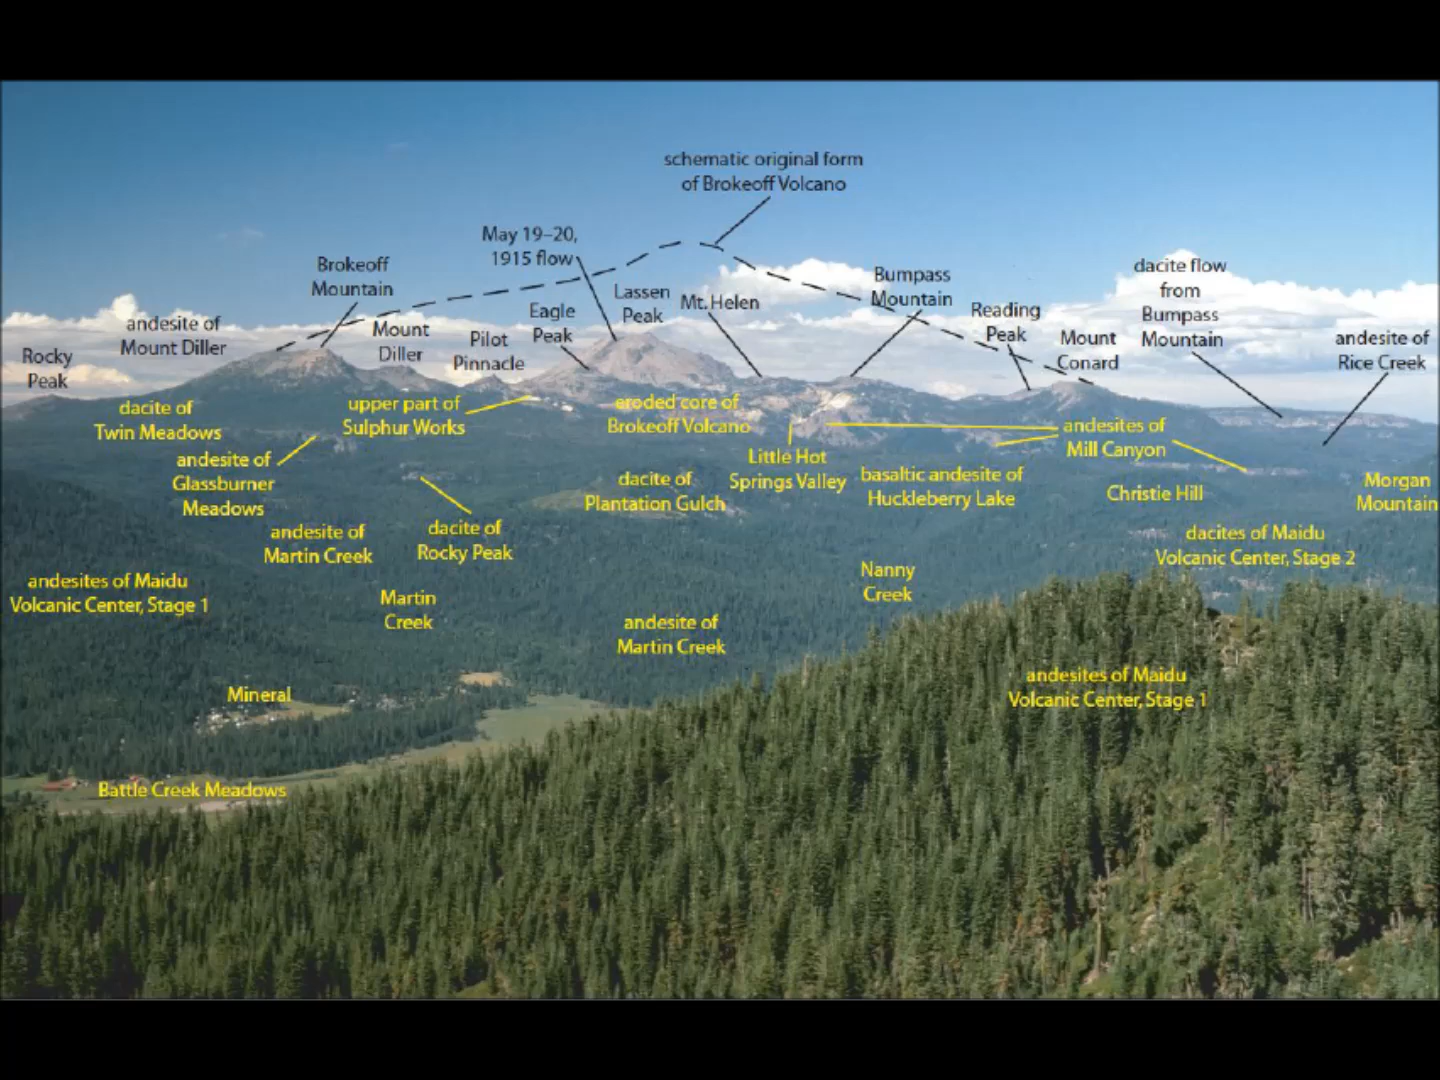 schematic original form
of Brokeoff Volcano
May 19–20,
1915 flow
Brokeoff
Mountain
Lassen
Peak
Mt. Helen
Bumpass
Mountain
dacite flow
from
Bumpass
Mountain
Eagle
Peak
Reading
Peak
andesite of
Mount Diller
Mount
Diller
Pilot
Pinnacle
Mount
Conard
andesite of
Rice Creek
Rocky
Peak
dacite of
Twin Meadows
upper part of
Sulphur Works
eroded core of
Brokeoff Volcano
andesites of
Mill Canyon
andesite of
Glassburner
Meadows
Little Hot
Springs Valley
dacite of
Plantation Gulch
basaltic andesite of
Huckleberry Lake
Christie Hill
Morgan
Mountain
andesite of
Martin Creek
dacite of
Rocky Peak
dacites of Maidu
Volcanic Center, Stage 2
andesites of Maidu
Volcanic Center, Stage 1
Martin
Creek
Nanny
Creek
andesite of
Martin Creek
Mineral
andesites of Maidu
Volcanic Center, Stage 1
Battle Creek Meadows